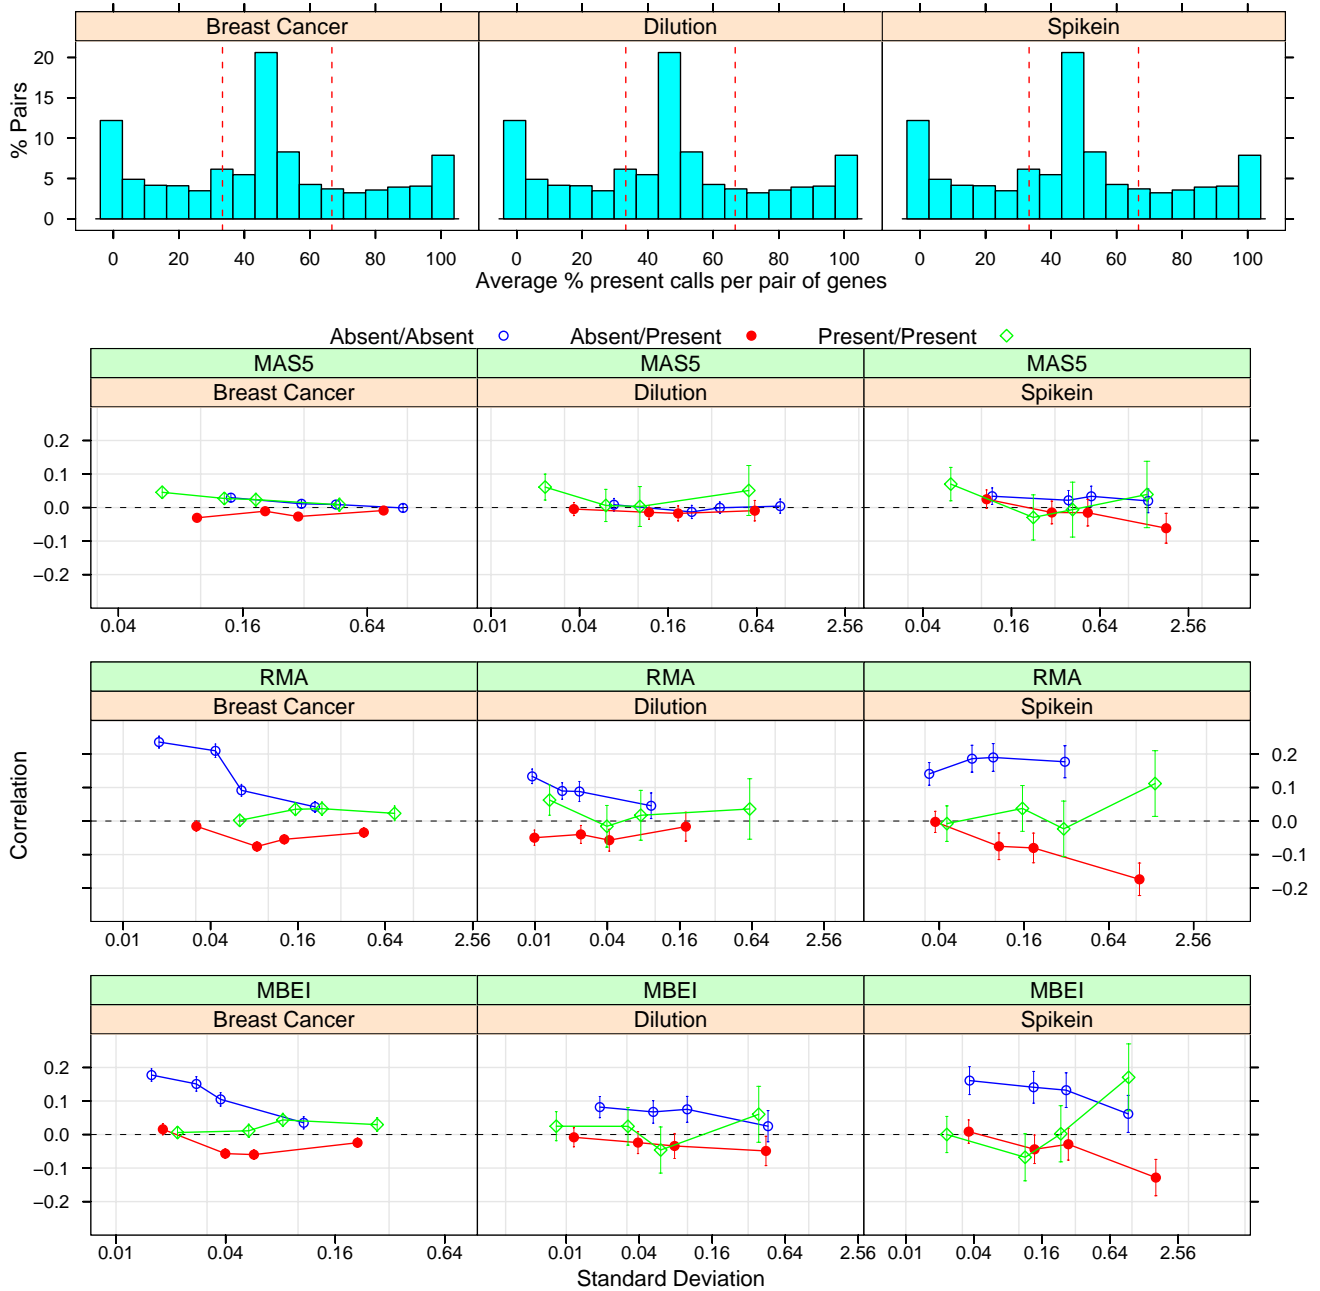 Breast Cancer Dilution Spikein
% Pairs
20
15
10
5
0
0 20 40 60 80 100 0 20 40 60 80 100 0 20 40 60 80 100
Average % present calls per pair of genes
Absent/Absent Absent/Present Present/Present
MAS5 MAS5 MAS5
Breast Cancer Dilution Spikein
0.2
0.1
0.0
−0.1
−0.2
0.04 0.16 0.64 0.01 0.04 0.16 0.64 2.56 0.04 0.16 0.64 2.56
RMA RMA RMA
Breast Cancer Dilution Spikein
Correlation
0.2
0.1
0.0
−0.1
−0.2
0.01 0.04 0.16 0.64 2.56 0.01 0.04 0.16 0.64 2.56 0.04 0.16 0.64 2.56
MBEI MBEI MBEI
Breast Cancer Dilution Spikein
0.2
0.1
0.0
−0.1
−0.2
0.01 0.04 0.16 0.64 0.01 0.04 0.16 0.64 2.56 0.01 0.04 0.16 0.64 2.56
Standard Deviation